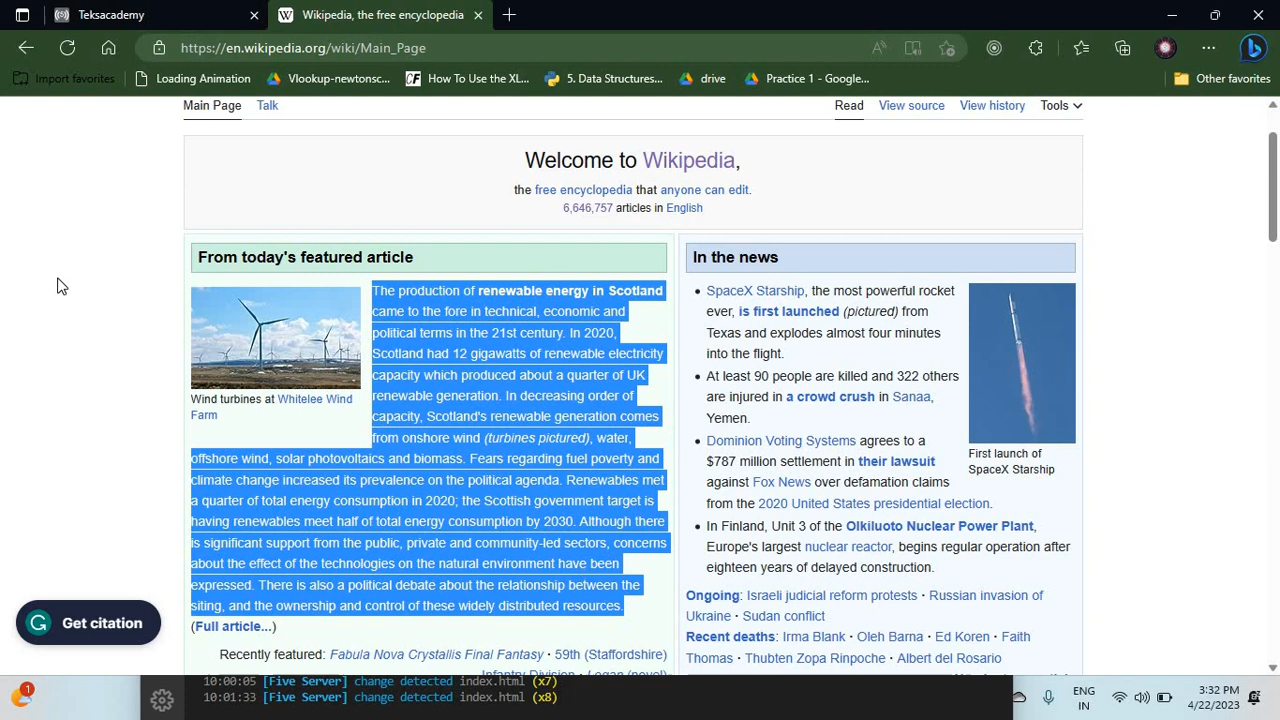 Teksacademy
Wikipedia, the free encyclopedia
https://en.wikipedia.org/wiki/Main_Page
Import favorites
Loading Animation
Vlookup-newtonsc...
How To Use the XL...
5. Data Structures...
drive
Practice 1 - Google...
Other favorites
Main Page
Talk
Read
View source
View history
Tools
Welcome to Wikipedia,
the free encyclopedia that anyone can edit.
6,646,757 articles in English
From today's featured article
The production of renewable energy in Scotland
came to the fore in technical, economic and
political terms in the 21st century. In 2020,
Scotland had 12 gigawatts of renewable electricity
capacity which produced about a quarter of UK
renewable generation. In decreasing order of
capacity, Scotland's renewable generation comes
from onshore wind (turbines pictured), water,
offshore wind, solar photovoltaics and biomass. Fears regarding fuel poverty and
climate change increased its prevalence on the political agenda. Renewables met
a quarter of total energy consumption in 2020; the Scottish government target is
having renewables meet half of total energy consumption by 2030. Although there
is significant support from the public, private and community-led sectors, concerns
about the effect of the technologies on the natural environment have been
expressed. There is also a political debate about the relationship between the
siting, and the ownership and control of these widely distributed resources.
(Full article...)
Wind turbines at Whitelee Wind
Farm
Recently featured: Fabula Nova Crystallis Final Fantasy · 59th (Staffordshire)
Infantry Division · Logan (novel)
In the news
• SpaceX Starship, the most powerful rocket
ever, is first launched (pictured) from
Texas and explodes almost four minutes
into the flight.
• At least 90 people are killed and 322 others
are injured in a crowd crush in Sanaa,
Yemen.
• Dominion Voting Systems agrees to a
$787 million settlement in their lawsuit
against Fox News over defamation claims
from the 2020 United States presidential election.
• In Finland, Unit 3 of the Olkiluoto Nuclear Power Plant,
Europe's largest nuclear reactor, begins regular operation after
eighteen years of delayed construction.
First launch of
SpaceX Starship
Ongoing: Israeli judicial reform protests · Russian invasion of
Ukraine · Sudan conflict
Recent deaths: Irma Blank · Oleh Barna · Ed Koren · Faith
Thomas · Thubten Zopa Rinpoche · Albert del Rosario
Get citation
10:00:05 [Five Server] change detected index.html (x7)
10:01:33 [Five Server] change detected index.html (x8)
1
ENG
IN
3:32 PM
4/22/2023